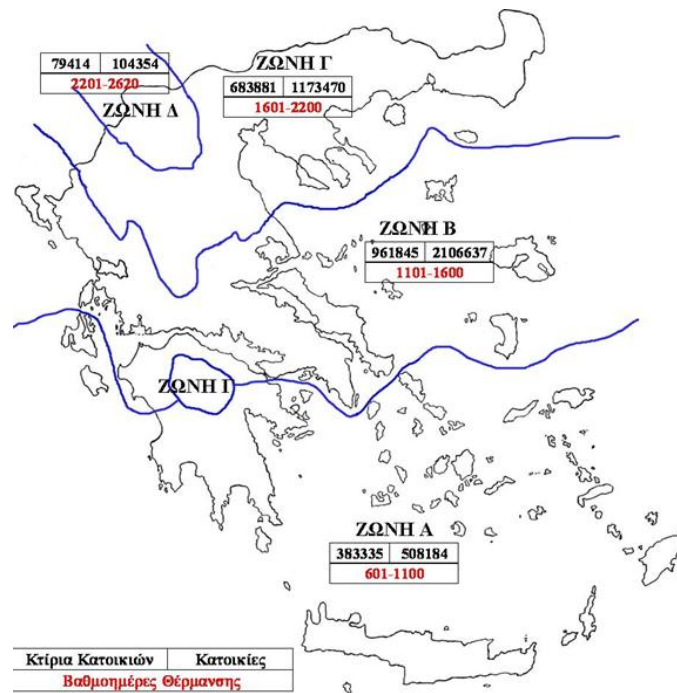 79414 104354
2201-2620
ΖΩΝΗ Δ
ΖΩΝΗ Γ
683881 1173470
1601-2200
ΖΩΝΗ Β
961845 2106637
1101-1600
ΖΩΝΗ Γ
ΖΩΝΗ Α
383335 508184
601-1100
Κτίρια Κατοικιών Κατοικίες
Βαθμοημέρες Θέρμανσης